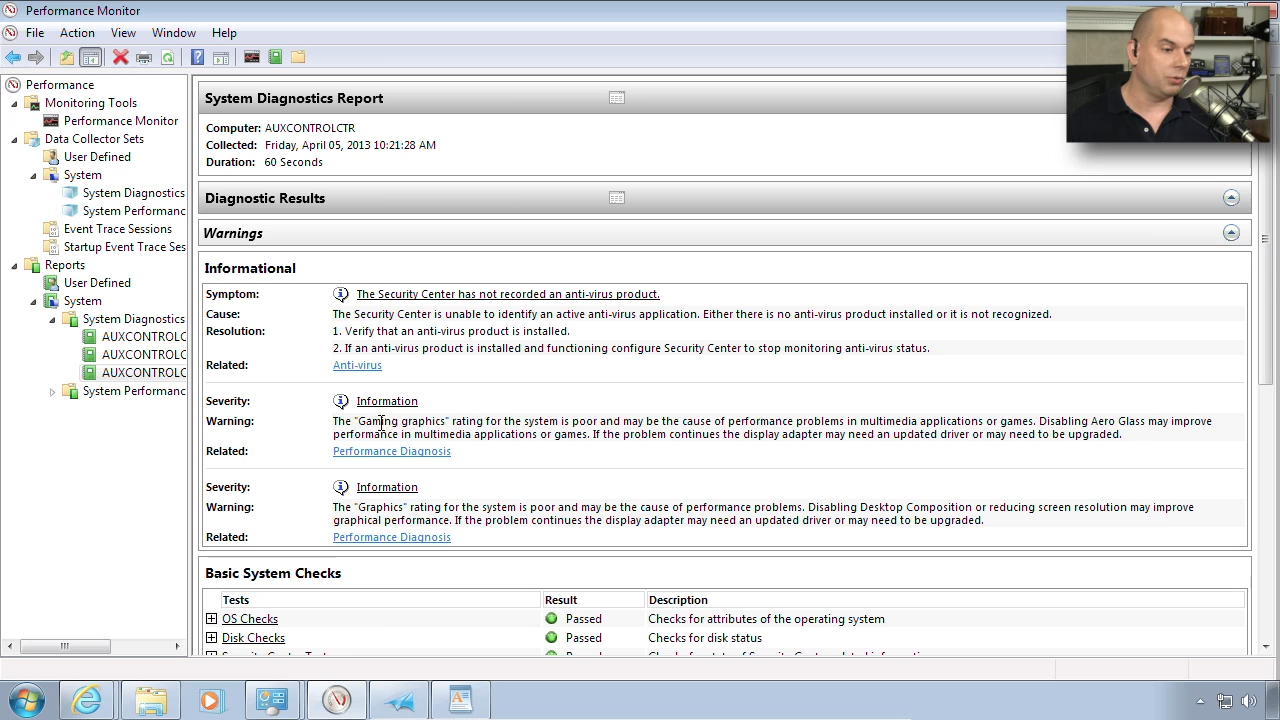 Performance Monitor
File Action View Window Help
Performance
Monitoring Tools
Performance Monitor
Data Collector Sets
User Defined
System
System Diagnostics
System Performanc
Event Trace Sessions
Startup Event Trace Ses
Reports
User Defined
System
System Diagnostics
AUXCONTROLC
AUXCONTROLC
AUXCONTROLC
System Performanc
System Diagnostics Report
Computer: AUXCONTROLCTR
Collected: Friday, April 05, 2013 10:21:28 AM
Duration: 60 Seconds
Diagnostic Results
Warnings
Informational
Symptom: The Security Center has not recorded an anti-virus product.
Cause: The Security Center is unable to identify an active anti-virus application. Either there is no anti-virus product installed or it is not recognized.
Resolution: 1. Verify that an anti-virus product is installed.
2. If an anti-virus product is installed and functioning configure Security Center to stop monitoring anti-virus status.
Related: Anti-virus
Severity: Information
Warning: The "Gaming graphics" rating for the system is poor and may be the cause of performance problems in multimedia applications or games. Disabling Aero Glass may improve
performance in multimedia applications or games. If the problem continues the display adapter may need an updated driver or may need to be upgraded.
Related: Performance Diagnosis
Severity: Information
Warning: The "Graphics" rating for the system is poor and may be the cause of performance problems. Disabling Desktop Composition or reducing screen resolution may improve
graphical performance. If the problem continues the display adapter may need an updated driver or may need to be upgraded.
Related: Performance Diagnosis
Basic System Checks
Tests Result Description
OS Checks Passed Checks for attributes of the operating system
Disk Checks Passed Checks for disk status